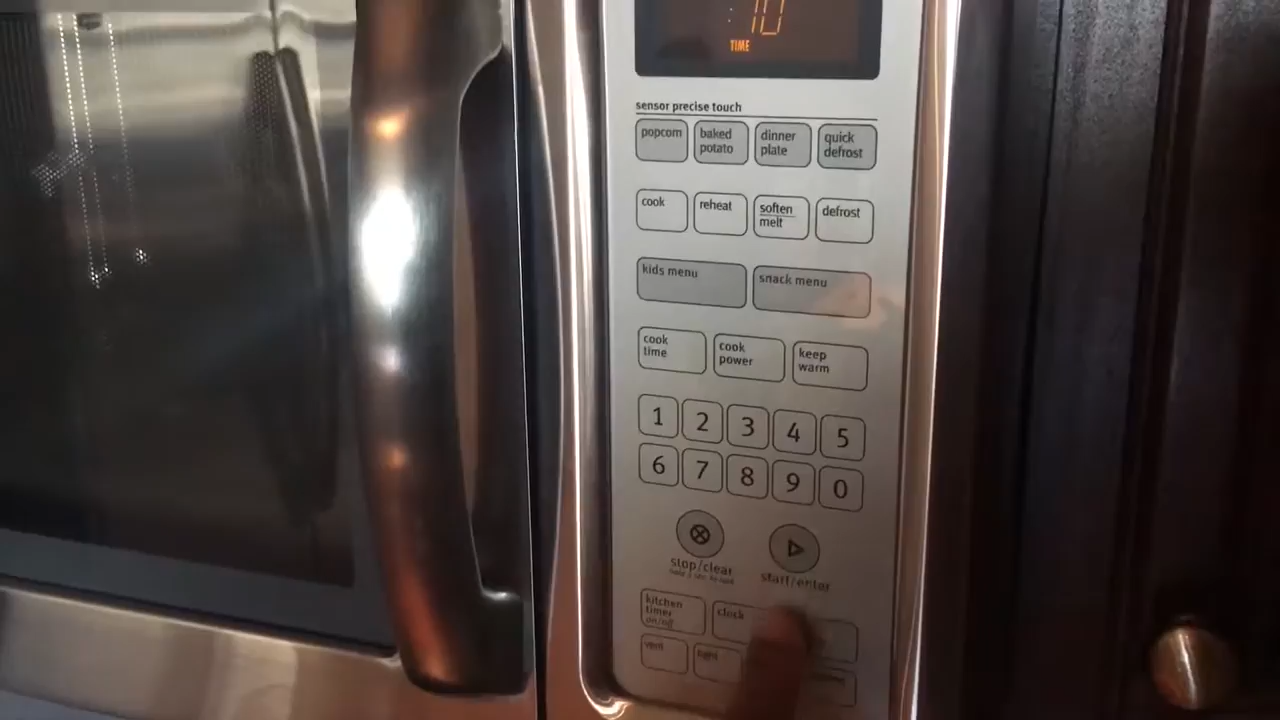 :10
TIME
sensor precise touch
popcorn
baked
potato
dinner
plate
quick
defrost
cook
reheat
soften
melt
defrost
kids menu
snack menu
cook
time
cook
power
keep
warm
1 2 3 4 5
6 7 8 9 0
stop/clear
start/enter
kitchen
timer
on/off
clock
vent
light